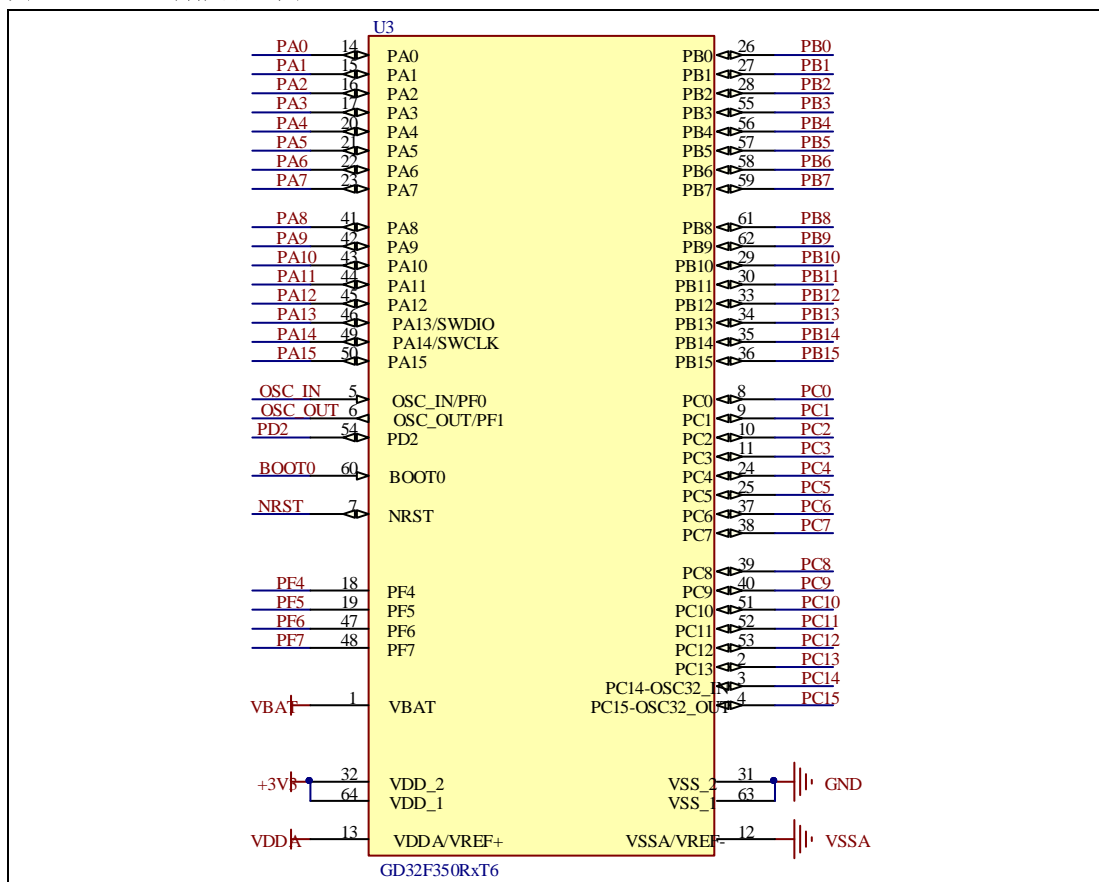 U3
PA0 14 PA0 PB0 26 PB0
PA1 15 PA1 PB1 27 PB1
PA2 16 PA2 PB2 28 PB2
PA3 17 PA3 PB3 55 PB3
PA4 20 PA4 PB4 56 PB4
PA5 21 PA5 PB5 57 PB5
PA6 22 PA6 PB6 58 PB6
PA7 23 PA7 PB7 59 PB7
PA8 41 PA8 PB8 61 PB8
PA9 42 PA9 PB9 62 PB9
PA10 43 PA10 PB10 29 PB10
PA11 44 PA11 PB11 30 PB11
PA12 45 PA12 PB12 33 PB12
PA13 46 PA13/SWDIO PB13 34 PB13
PA14 49 PA14/SWCLK PB14 35 PB14
PA15 50 PA15 PB15 36 PB15
OSC_IN 5 OSC_IN/PF0 PC0 8 PC0
OSC_OUT 6 OSC_OUT/PF1 PC1 9 PC1
PD2 54 PD2 PC2 10 PC2
PC3 11 PC3
BOOT0 60 BOOT0 PC4 24 PC4
PC5 25 PC5
NRST 7 NRST PC6 37 PC6
PC7 38 PC7
PC8 39 PC8
PF4 18 PF4 PC9 40 PC9
PF5 19 PF5 PC10 51 PC10
PF6 47 PF6 PC11 52 PC11
PF7 48 PF7 PC12 53 PC12
PC13 2 PC13
PC14-OSC32_IN 3 PC14
VBAT 1 VBAT PC15-OSC32_OUT 4 PC15
+3V3 32 VDD_2 VSS_2 31 GND
64 VDD_1 VSS_1 63
VDDA 13 VDDA/VREF+ VSSA/VREF- 12 VSSA
GD32F350RxT6